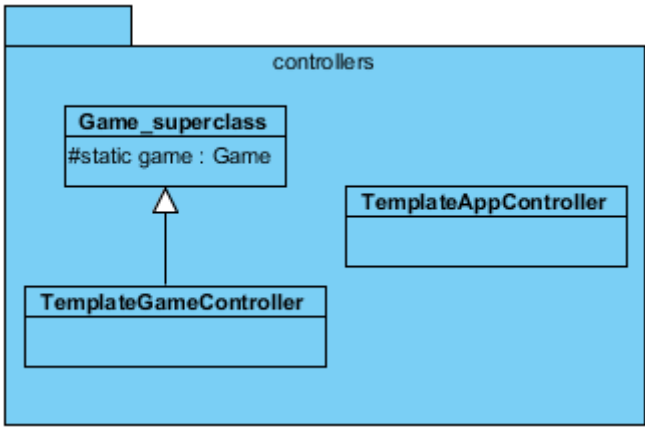 controllers
Game_superclass
#static game : Game
TemplateAppController
TemplateGameController